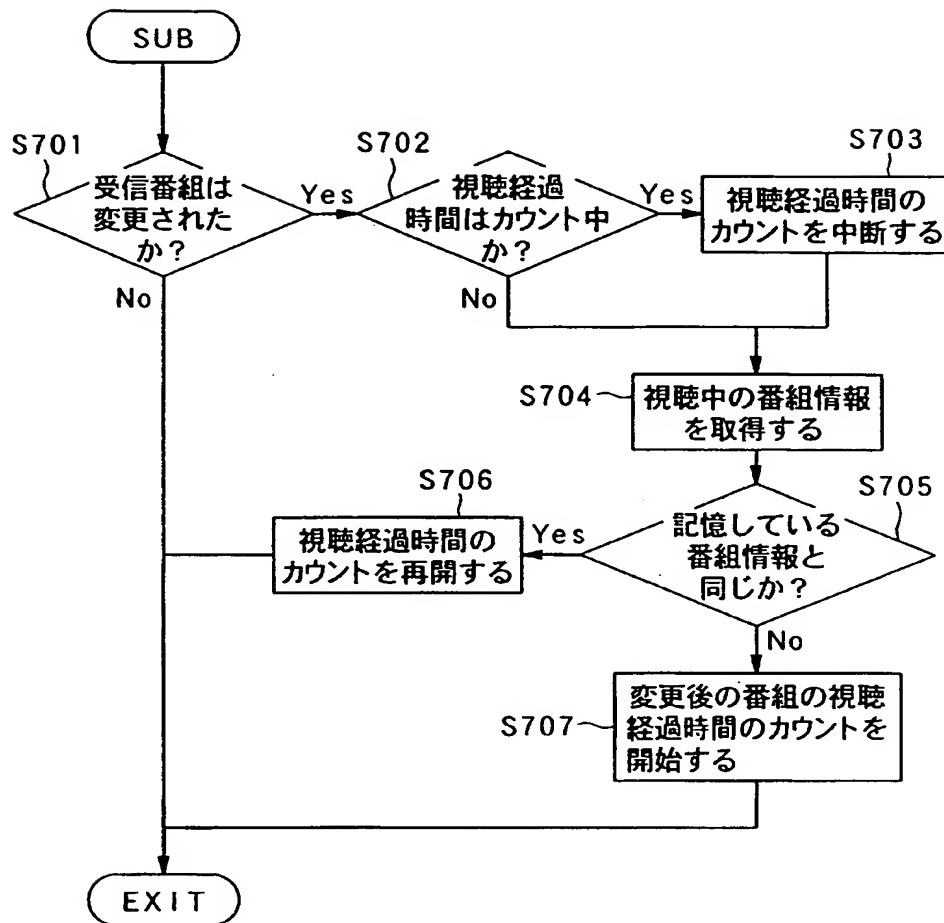 SUB
S701
受信番組は
変更された
か？
Yes
No
S702
視聴経過
時間はカウント中
か？
Yes
No
S703
視聴経過時間の
カウントを中断する
S704
視聴中の番組情報
を取得する
S705
記憶している
番組情報と
同じか？
Yes
No
S706
視聴経過時間の
カウントを再開する
S707
変更後の番組の視聴
経過時間のカウントを
開始する
EXIT